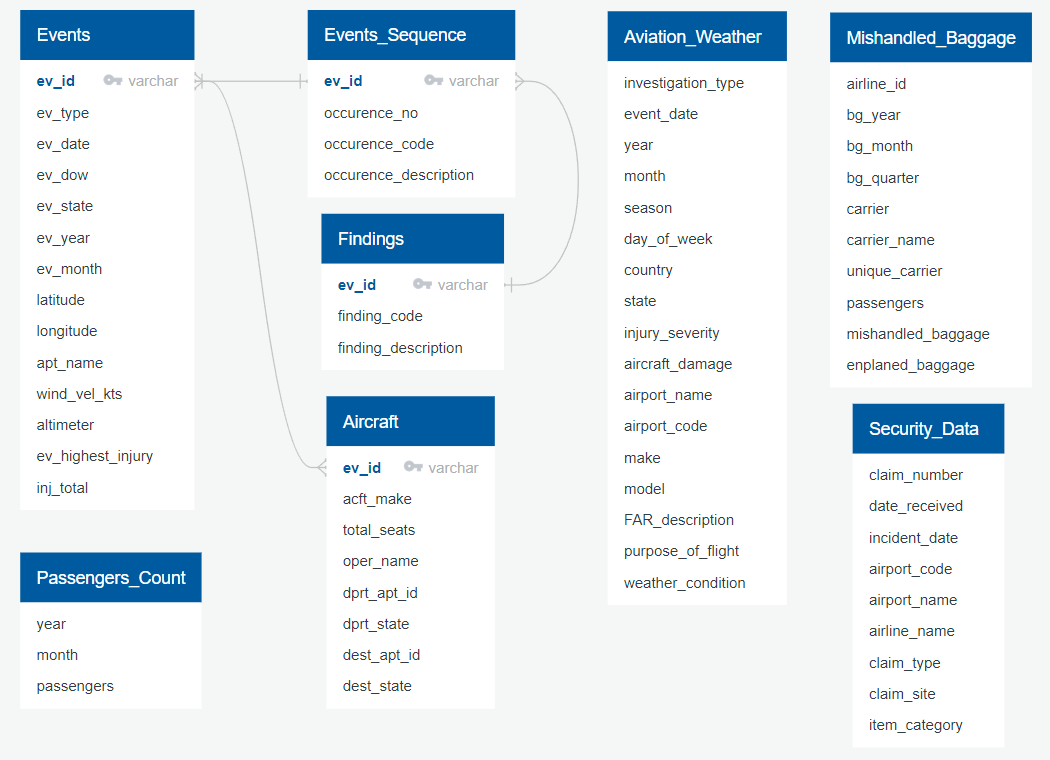 Events
ev_id varchar
ev_type
ev_date
ev_dow
ev_state
ev_year
ev_month
latitude
longitude
apt_name
wind_vel_kts
altimeter
ev_highest_injury
inj_total
Passengers_Count
year
month
passengers
Events_Sequence
ev_id varchar
occurence_no
occurence_code
occurence_description
Findings
ev_id varchar
finding_code
finding_description
Aircraft
ev_id varchar
acft_make
total_seats
oper_name
dprt_apt_id
dprt_state
dest_apt_id
dest_state
Aviation_Weather
investigation_type
event_date
year
month
season
day_of_week
country
state
injury_severity
aircraft_damage
airport_name
airport_code
make
model
FAR_description
purpose_of_flight
weather_condition
Mishandled_Baggage
airline_id
bg_year
bg_month
bg_quarter
carrier
carrier_name
unique_carrier
passengers
mishandled_baggage
enplaned_baggage
Security_Data
claim_number
date_received
incident_date
airport_code
airport_name
airline_name
claim_type
claim_site
item_category